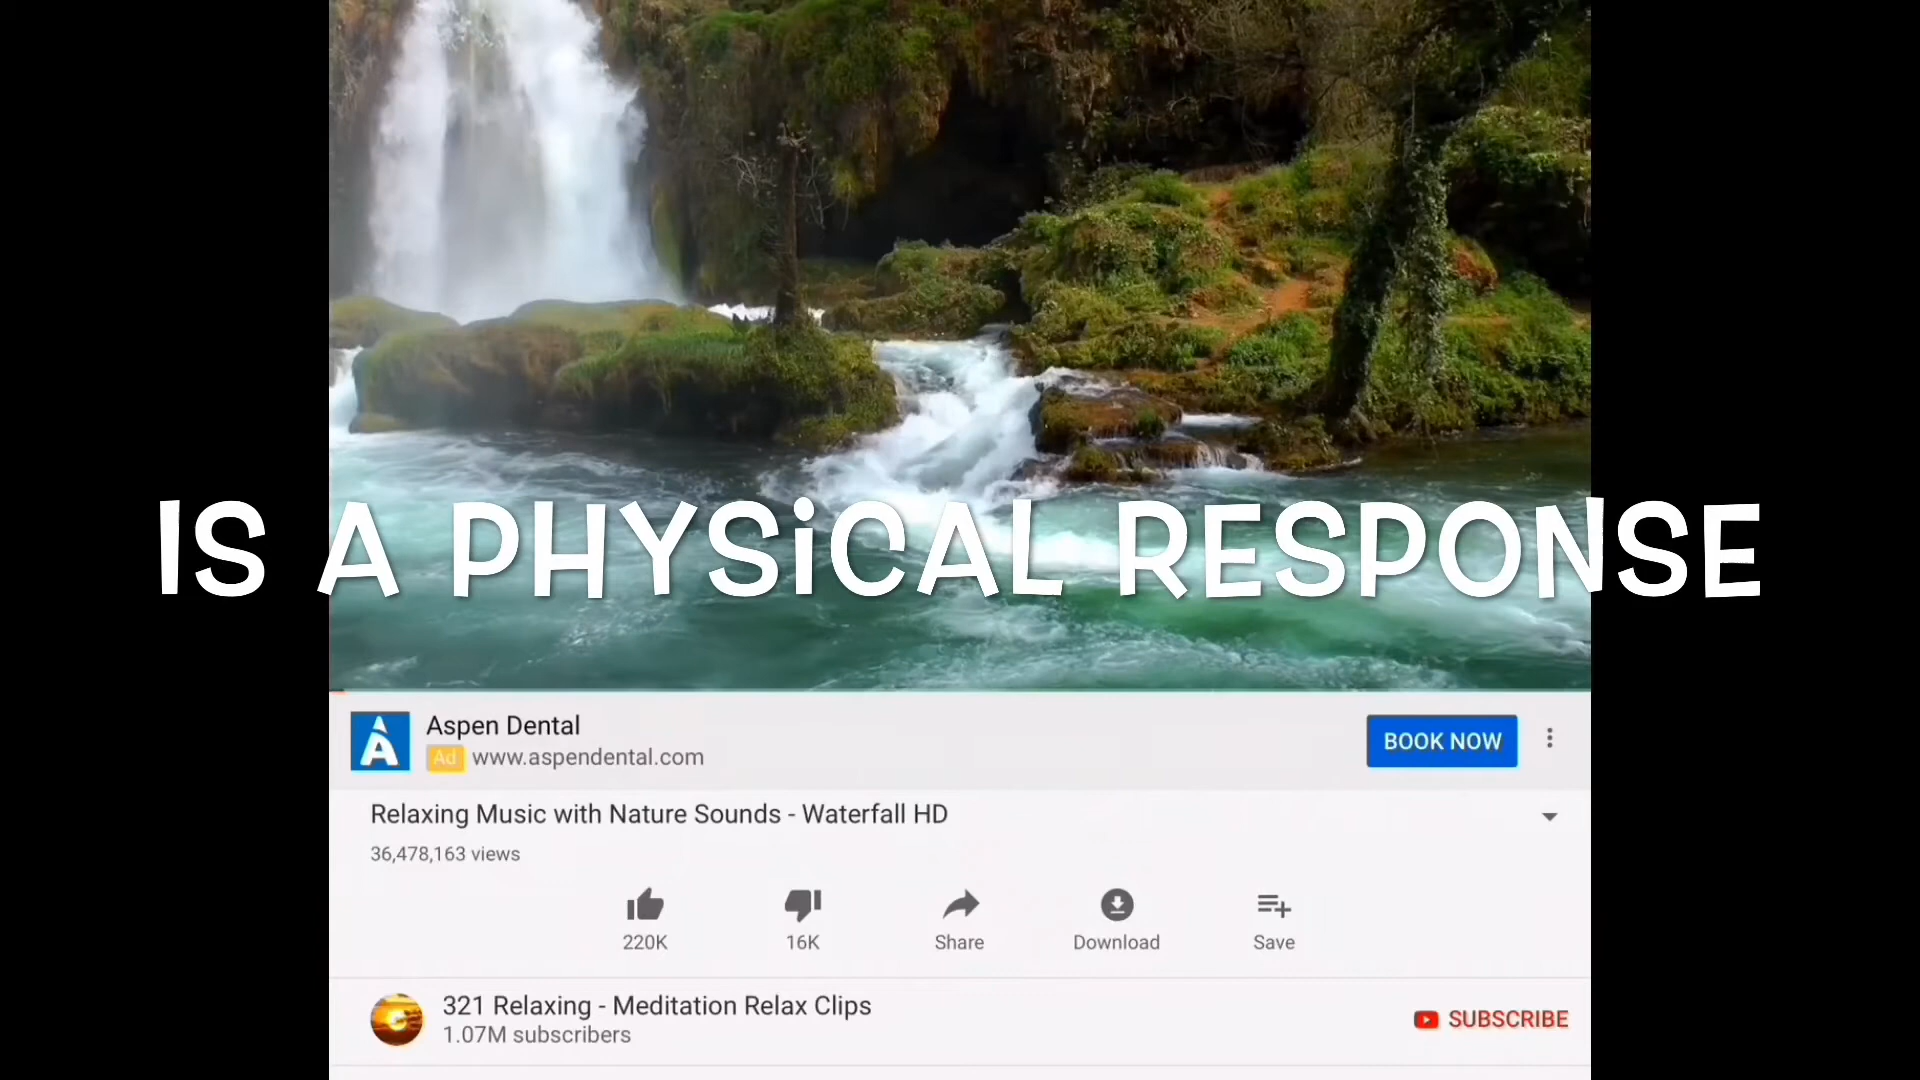 IS A PHYSICAL RESPONSE
Aspen Dental
Ad www.aspendental.com
BOOK NOW
Relaxing Music with Nature Sounds - Waterfall HD
36,478,163 views
220K
16K
Share
Download
Save
321 Relaxing - Meditation Relax Clips
1.07M subscribers
SUBSCRIBE